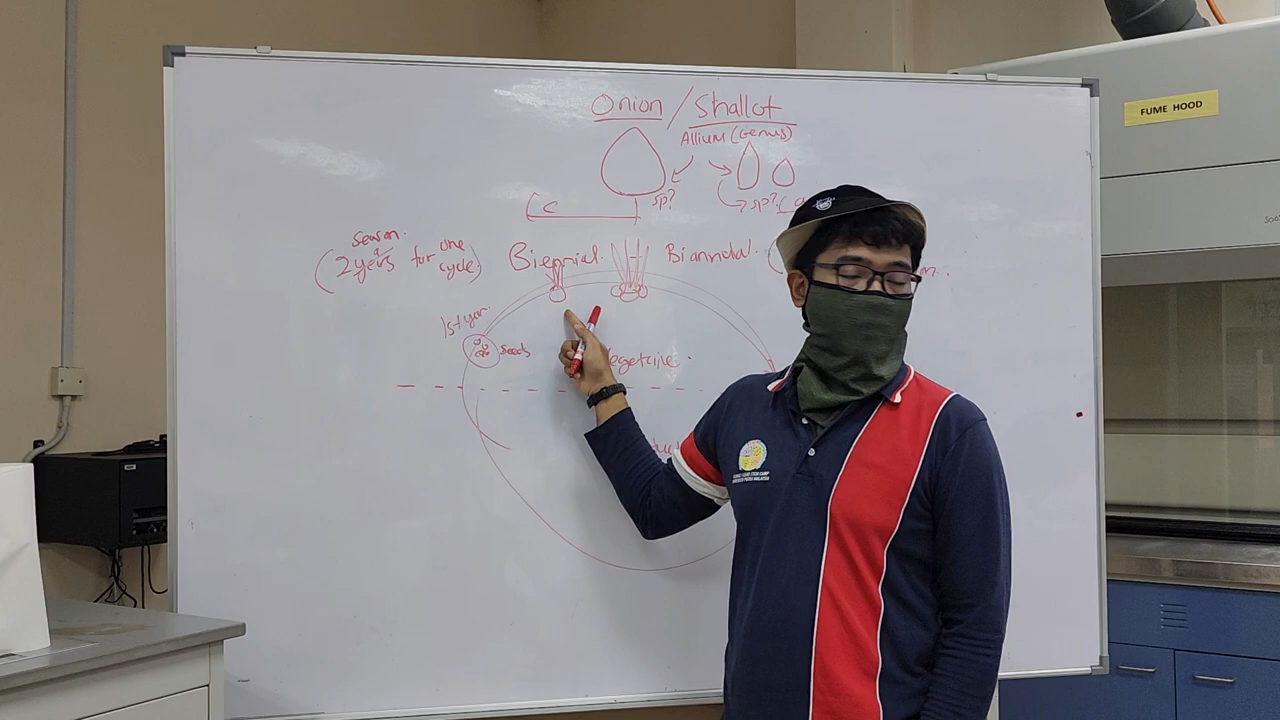 Onion / Shallot
Allium (Genus)
sp? sp?
Season.
(2 years for one cycle)
Biennial. Biannual. (
1st year
Seeds
Vegetative.
FUME HOOD